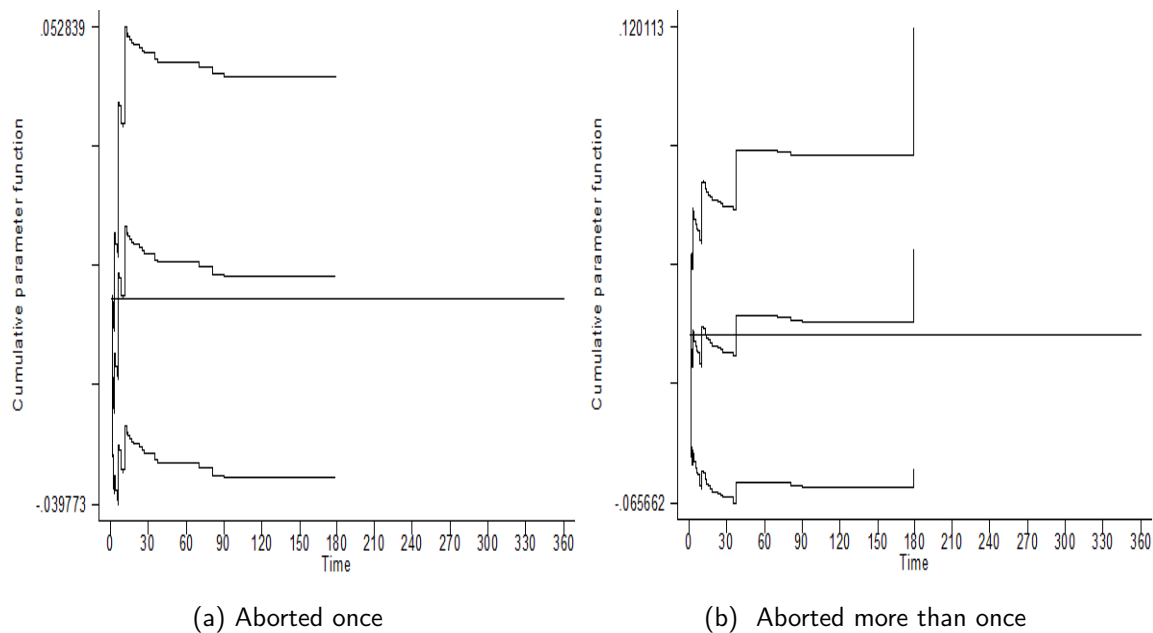 .052839
Cumulative parameter function
-.039773
0 30 60 90 120 150 180 210 240 270 300 330 360
Time
(a) Aborted once
.120113
Cumulative parameter function
-.065662
0 30 60 90 120 150 180 210 240 270 300 330 360
Time
(b) Aborted more than once